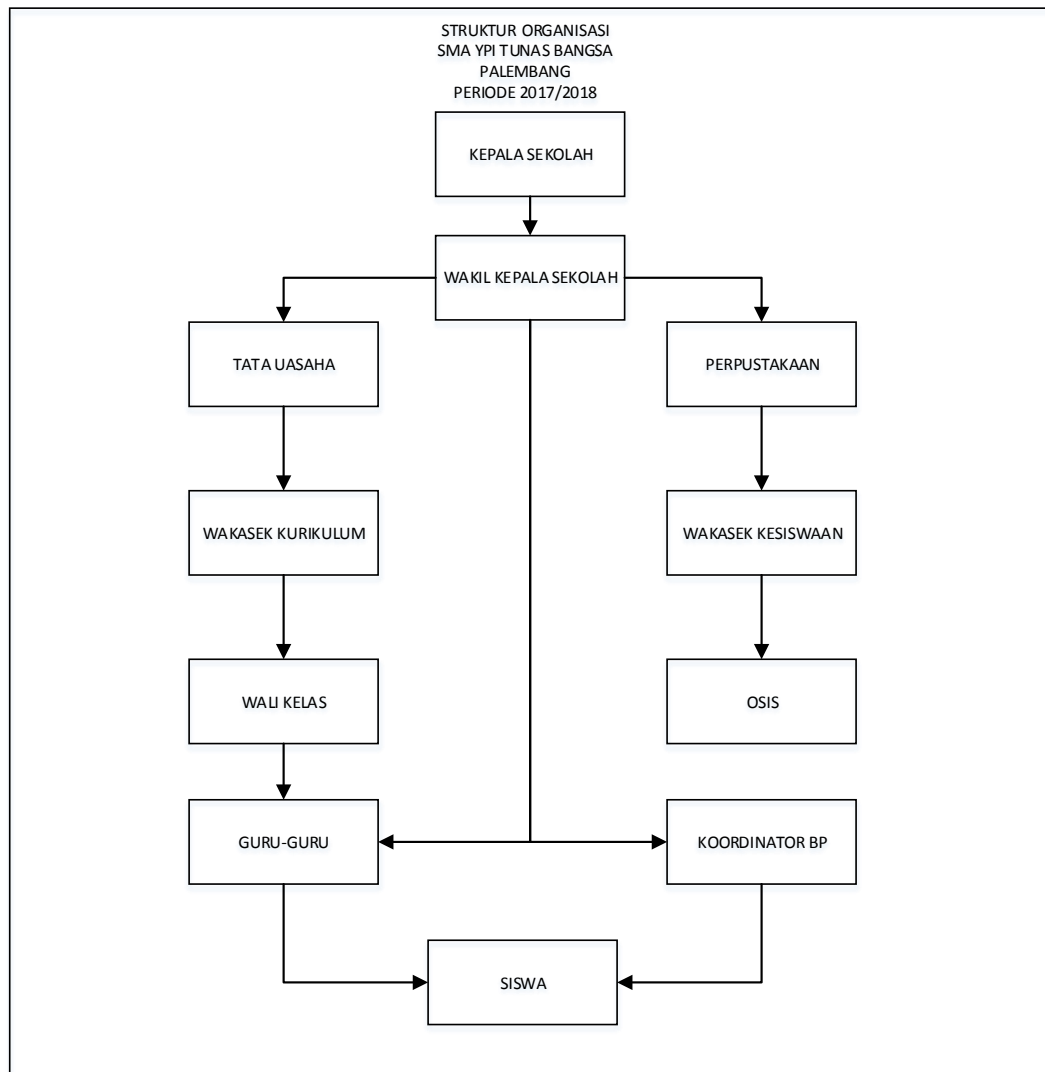 STRUKTUR ORGANISASI
SMA YPI TUNAS BANGSA
PALEMBANG
PERIODE 2017/2018
KEPALA SEKOLAH
WAKIL KEPALA SEKOLAH
TATA UASAHA
PERPUSTAKAAN
WAKASEK KURIKULUM
WAKASEK KESISWAAN
WALI KELAS
OSIS
GURU-GURU
KOORDINATOR BP
SISWA